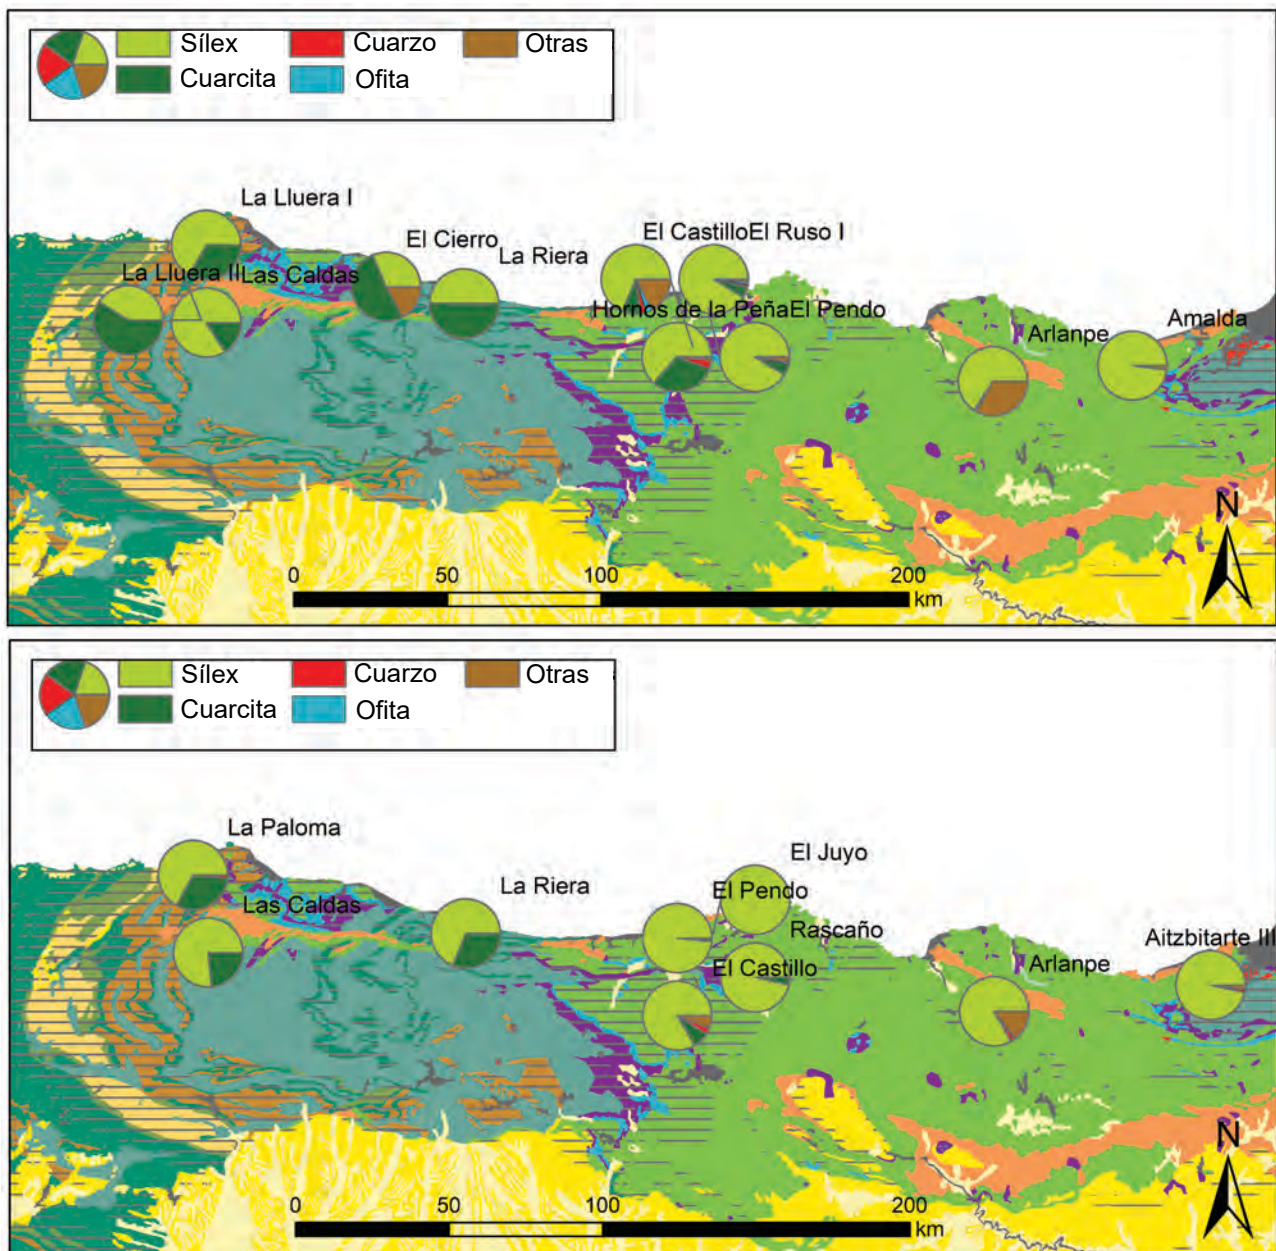 Sílex Cuarzo Otras
Cuarcita Ofita
La Lluera I
El Cierro
La Riera
El Castillo El Ruso I
La Lluera II Las Caldas
Hornos de la Peña El Pendo
Arlanpe
Amalda
N
0 50 100 200
km
Sílex Cuarzo Otras
Cuarcita Ofita
La Paloma
La Riera
El Juyo
El Pendo
Las Caldas
Rascaño
Aitzbitarte III
El Castillo
Arlanpe
N
0 50 100 200
km